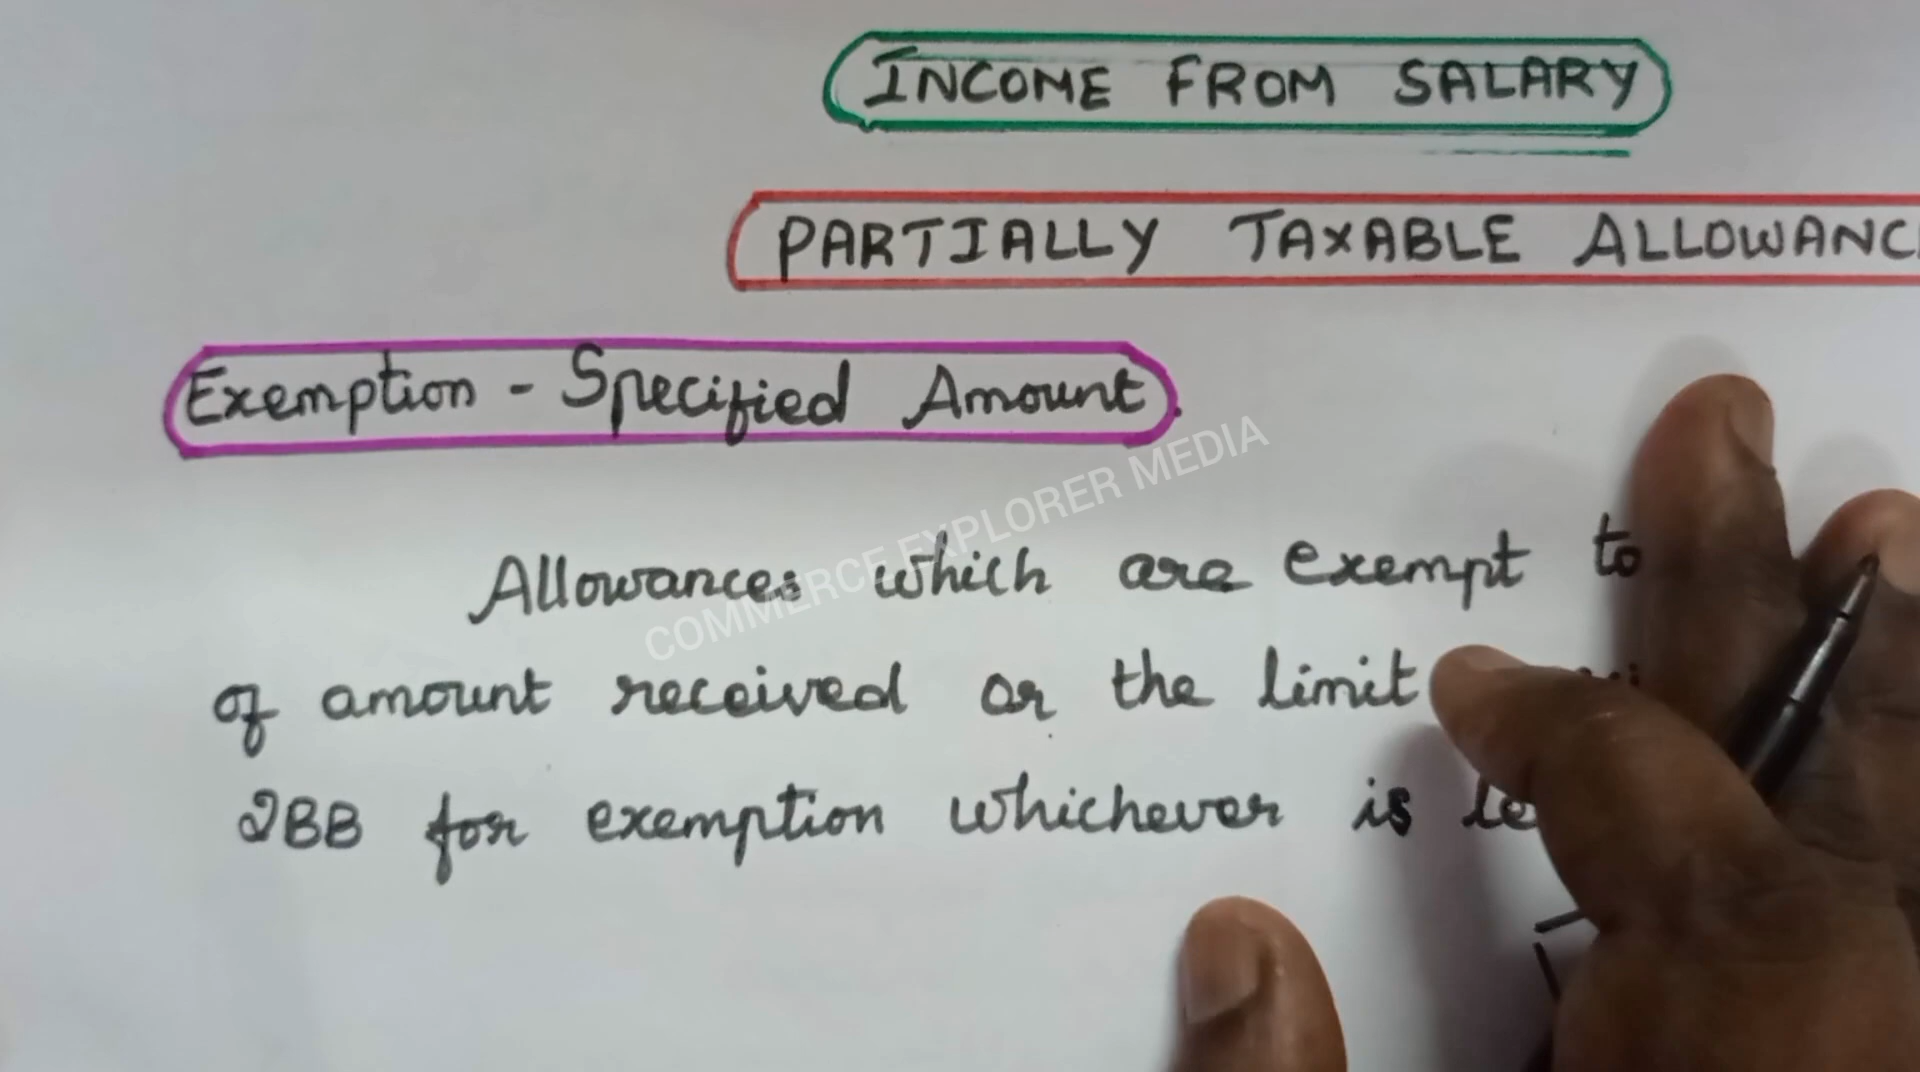 INCOME FROM SALARY
PARTIALLY TAXABLE
Exemption - Specified Amount.
COMMERCE EXPLORER MEDIA
Allowances which are exempt to
of amount received or the limit
2BB for exemption whichever is